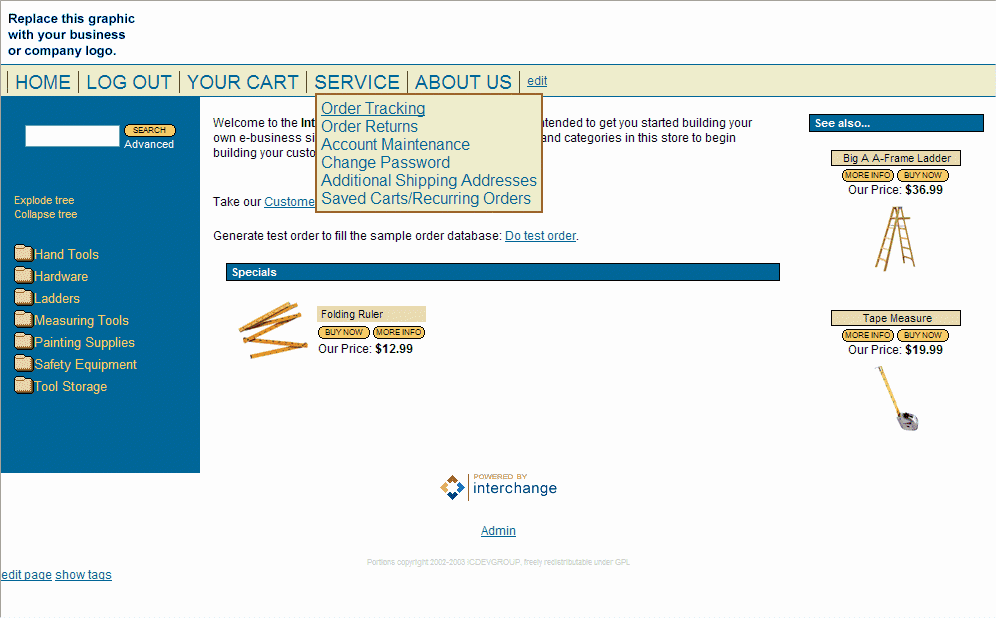 Replace this graphic
with your business
or company logo.
HOME LOG OUT YOUR CART SERVICE ABOUT US edit
SEARCH
Advanced
Explode tree
Collapse tree
Hand Tools
Hardware
Ladders
Measuring Tools
Painting Supplies
Safety Equipment
Tool Storage
Order Tracking
Order Returns
Account Maintenance
Change Password
Additional Shipping Addresses
Saved Carts/Recurring Orders
Welcome to the Int tended to get you started building your
own e-business si and categories in this store to begin
building your custo
Take our Custome
Generate test order to fill the sample order database: Do test order.
Specials
Folding Ruler
BUY NOW MORE INFO
Our Price: $12.99
See also...
Big A A-Frame Ladder
MORE INFO BUY NOW
Our Price: $36.99
Tape Measure
MORE INFO BUY NOW
Our Price: $19.99
POWERED BY
interchange
Admin
Portions copyright 2002-2003 ICDEVGROUP, freely redistributable under GPL
edit page show tags